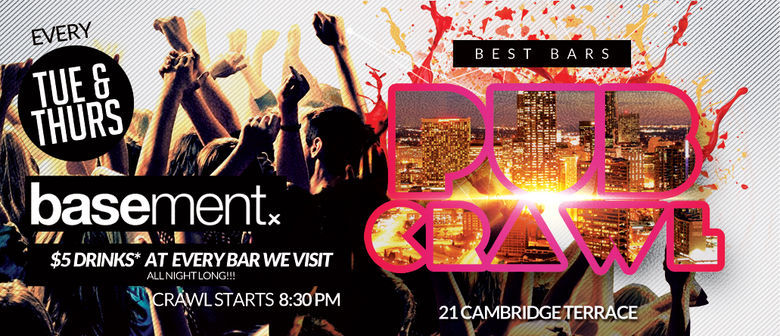 EVERY
TUE &
THURS
basement.x
$5 DRINKS* AT EVERY BAR WE VISIT
ALL NIGHT LONG!!!
CRAWL STARTS 8:30 PM
BEST BARS
PUB
CRAWL
21 CAMBRIDGE TERRACE